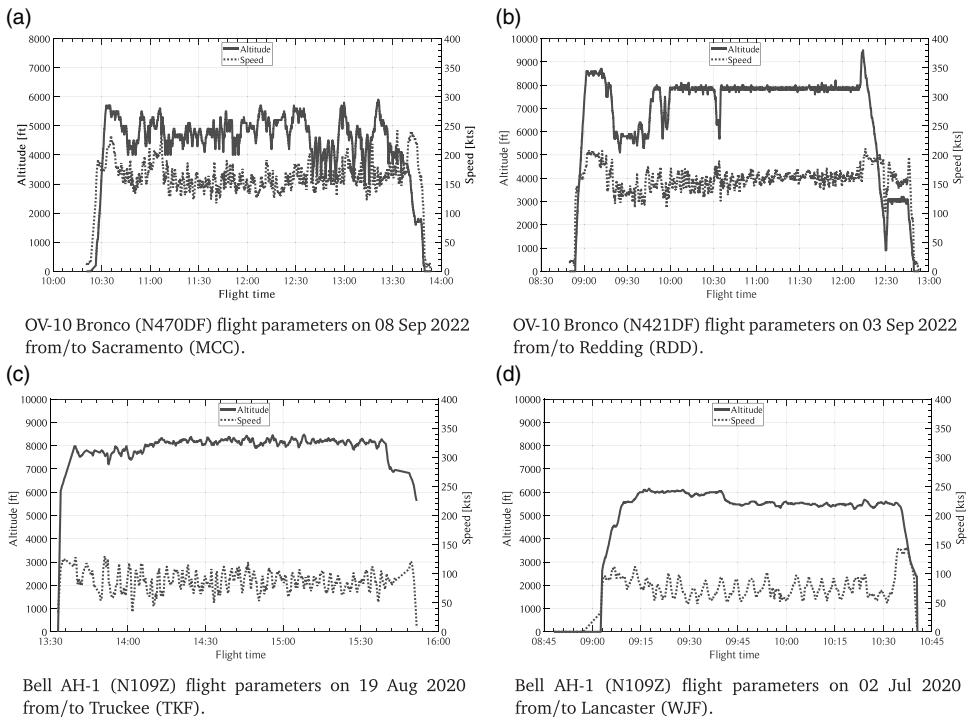 (a)
(b)
8000
7000
6000
5000
4000
3000
2000
1000
0
Altitude [ft]
Altitude
Speed
400
350
300
250
200
150
100
50
0
Speed [kts]
10:00 10:30 11:00 11:30 12:00 12:30 13:00 13:30 14:00
Flight time
10000
9000
8000
7000
6000
5000
4000
3000
2000
1000
0
Altitude [ft]
Altitude
Speed
400
350
300
250
200
150
100
50
0
Speed [kts]
08:30 09:00 09:30 10:00 10:30 11:00 11:30 12:00 12:30 13:00
Flight time
OV-10 Bronco (N470DF) flight parameters on 08 Sep 2022
from/to Sacramento (MCC).
OV-10 Bronco (N421DF) flight parameters on 03 Sep 2022
from/to Redding (RDD).
(c)
(d)
10000
9000
8000
7000
6000
5000
4000
3000
2000
1000
0
Altitude [ft]
Altitude
Speed
400
350
300
250
200
150
100
50
0
Speed [kts]
13:30 14:00 14:30 15:00 15:30 16:00
Flight time
10000
9000
8000
7000
6000
5000
4000
3000
2000
1000
0
Altitude [ft]
Altitude
Speed
400
350
300
250
200
150
100
50
0
Speed [kts]
08:45 09:00 09:15 09:30 09:45 10:00 10:15 10:30 10:45
Flight time
Bell AH-1 (N109Z) flight parameters on 19 Aug 2020
from/to Truckee (TKF).
Bell AH-1 (N109Z) flight parameters on 02 Jul 2020
from/to Lancaster (WJF).